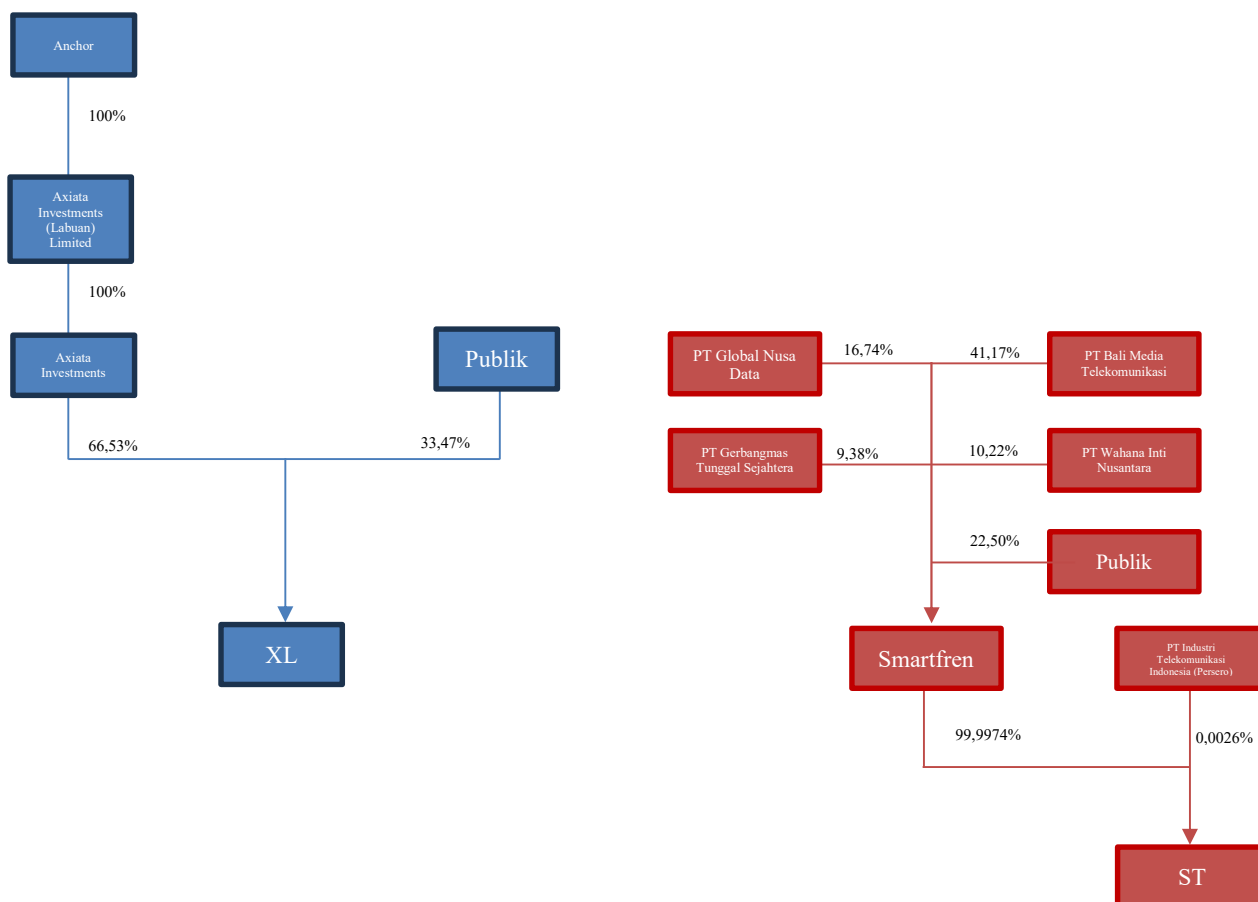 Anchor
100%
Axiata
Investments
(Labuan)
Limited
100%
Axiata
Investments
Publik
66,53%
33,47%
XL
PT Global Nusa
Data
16,74%
41,17%
PT Bali Media
Telekomunikasi
PT Gerbangmas
Tunggal Sejahtera
9,38%
10,22%
PT Wahana Inti
Nusantara
22,50%
Publik
Smartfren
PT Industri
Telekomunikasi
Indonesia (Persero)
99,9974%
0,0026%
ST